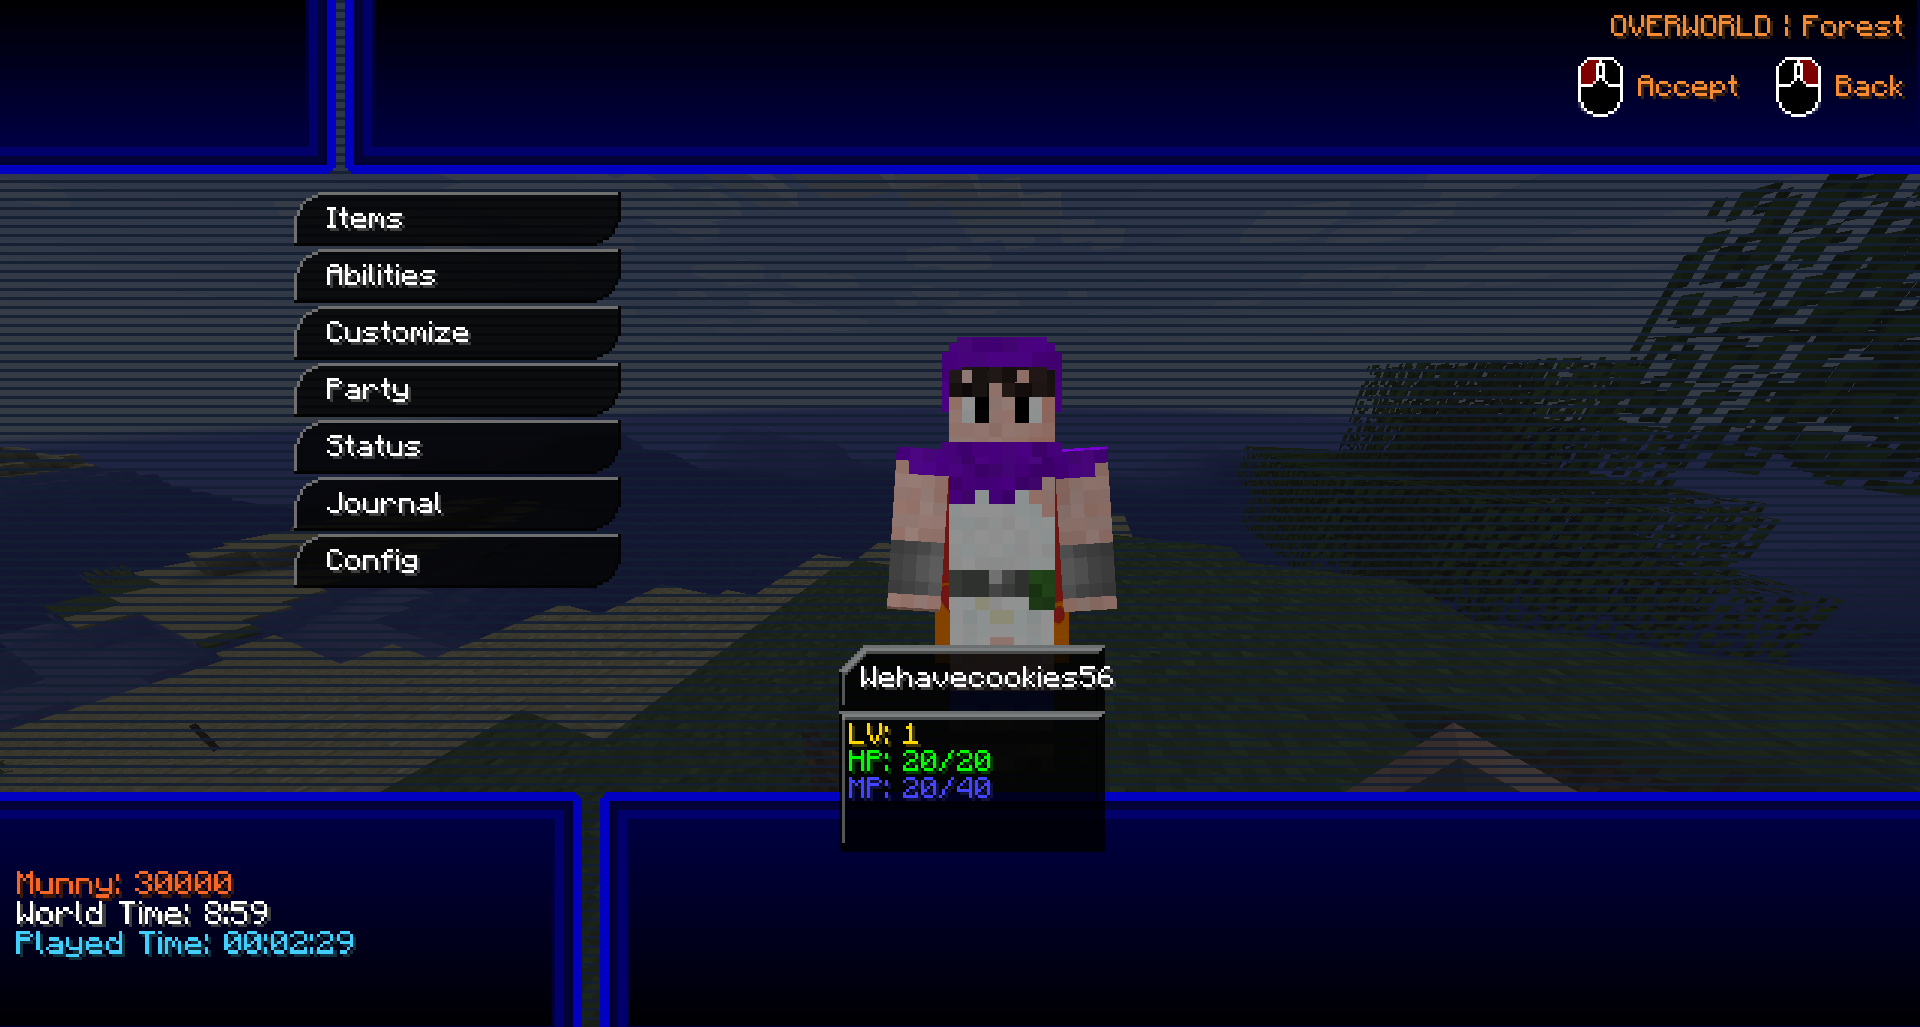 OVERWORLD | Forest
Accept Back
Items
Abilities
Customize
Party
Status
Journal
Config
Wehavecookies56
LV: 1
HP: 20/20
MP: 20/40
Munny: 30000
World Time: 8:59
Played Time: 00:02:29